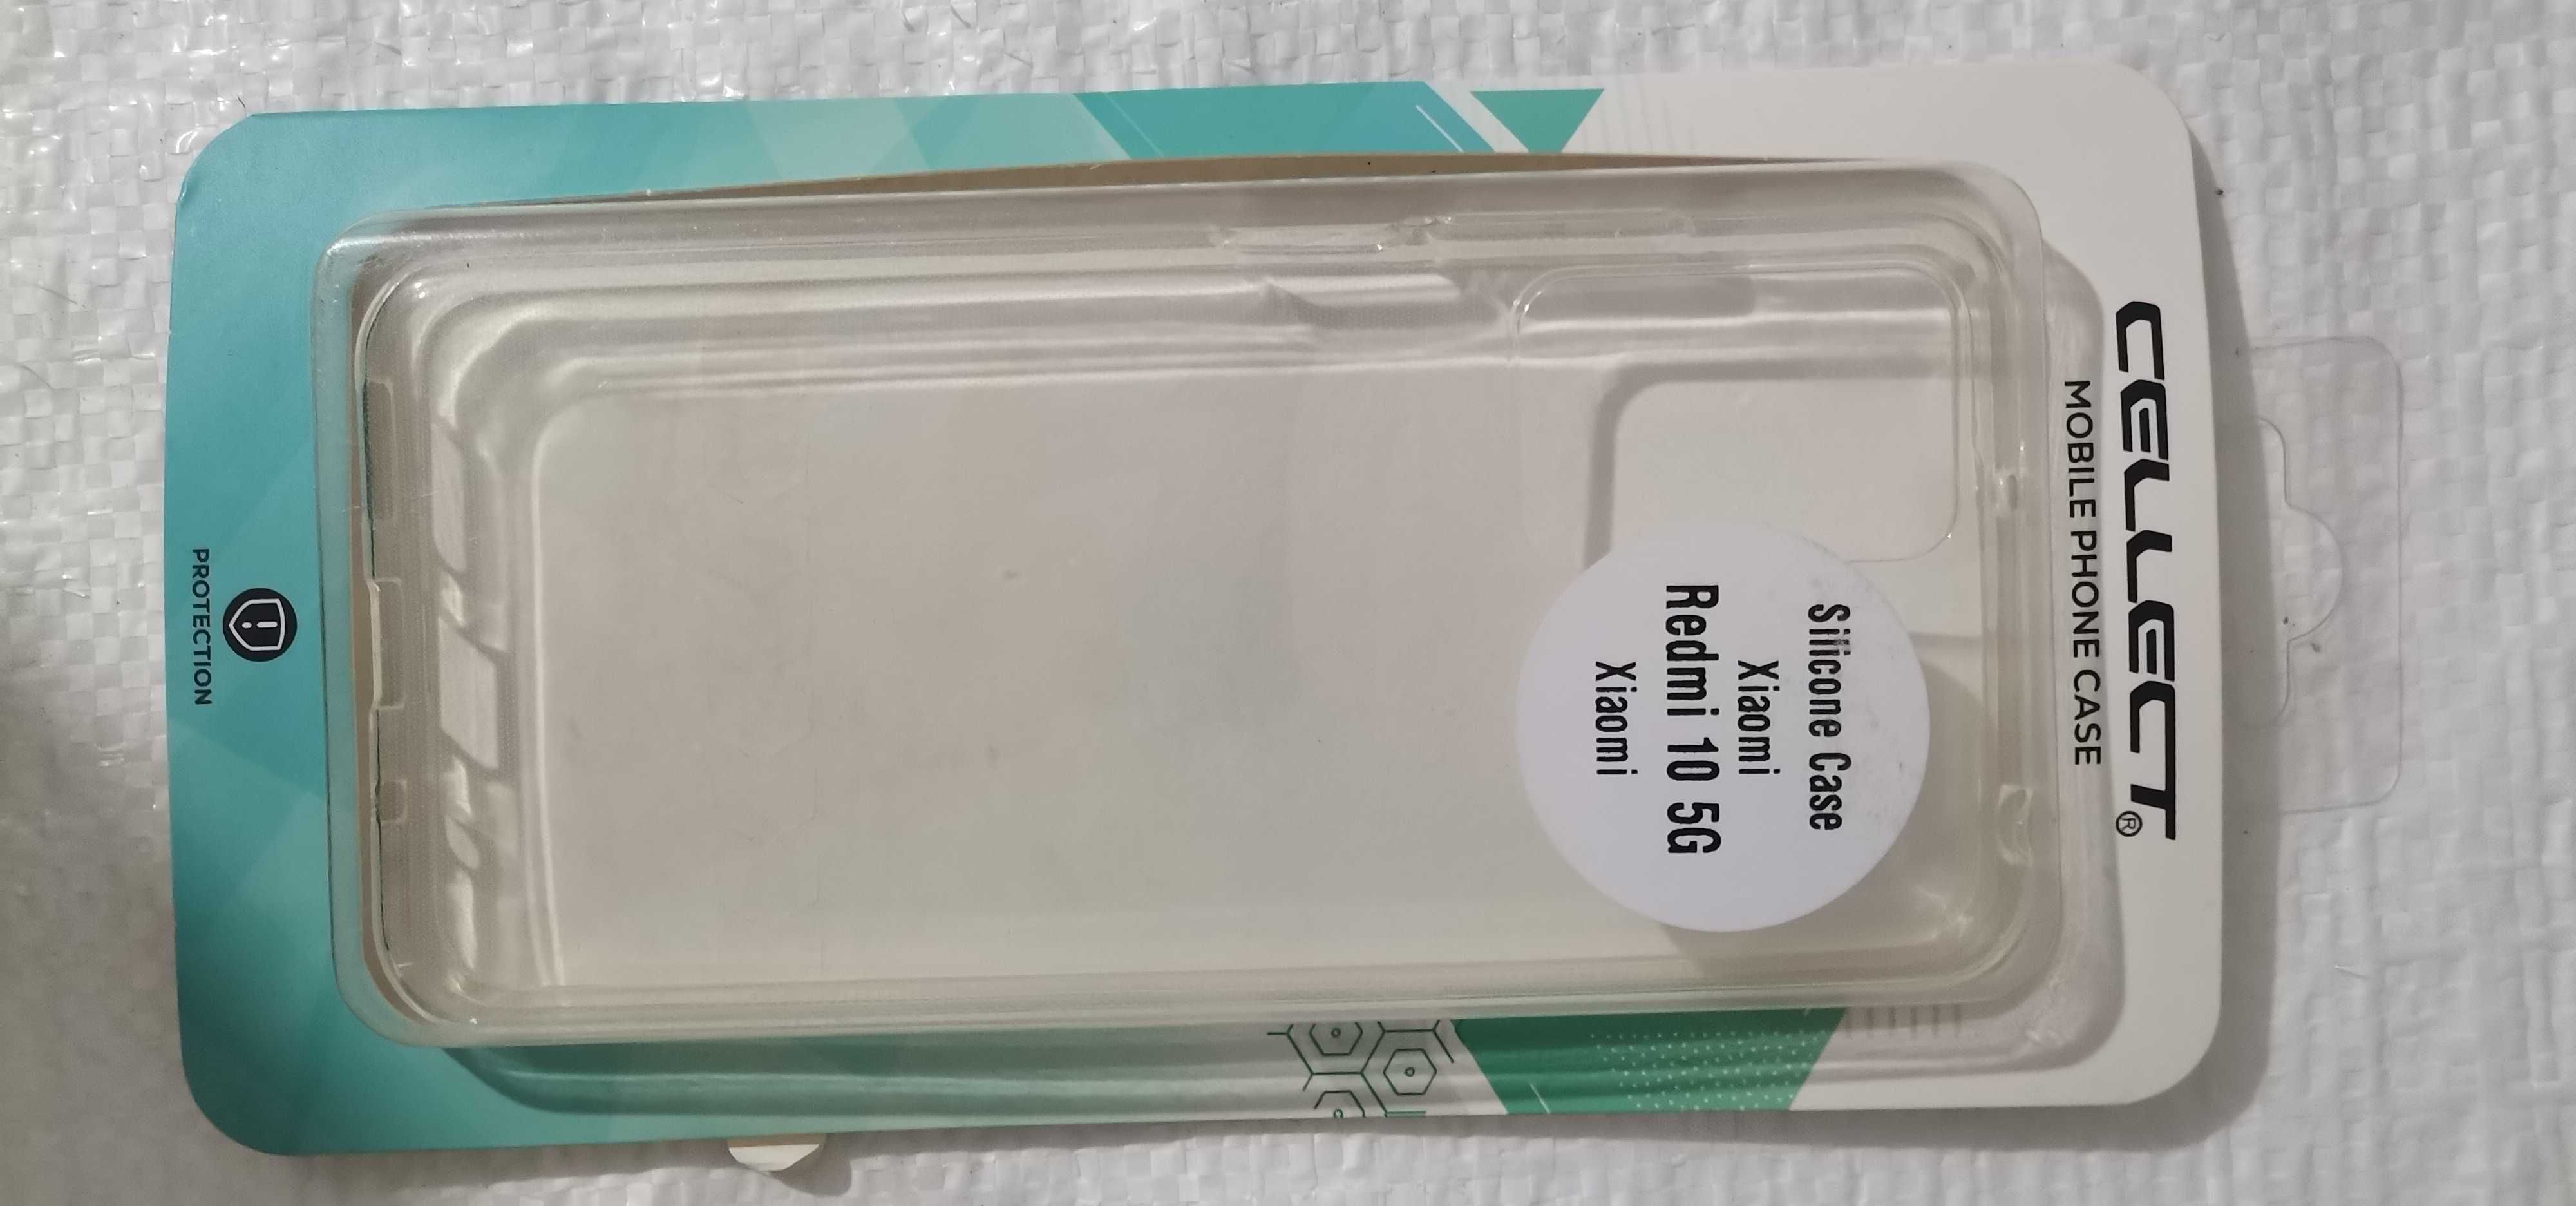 CELLECT®
MOBILE PHONE CASE
Silicone Case
Xiaomi
Redmi 10 5G
Xiaomi
PROTECTION